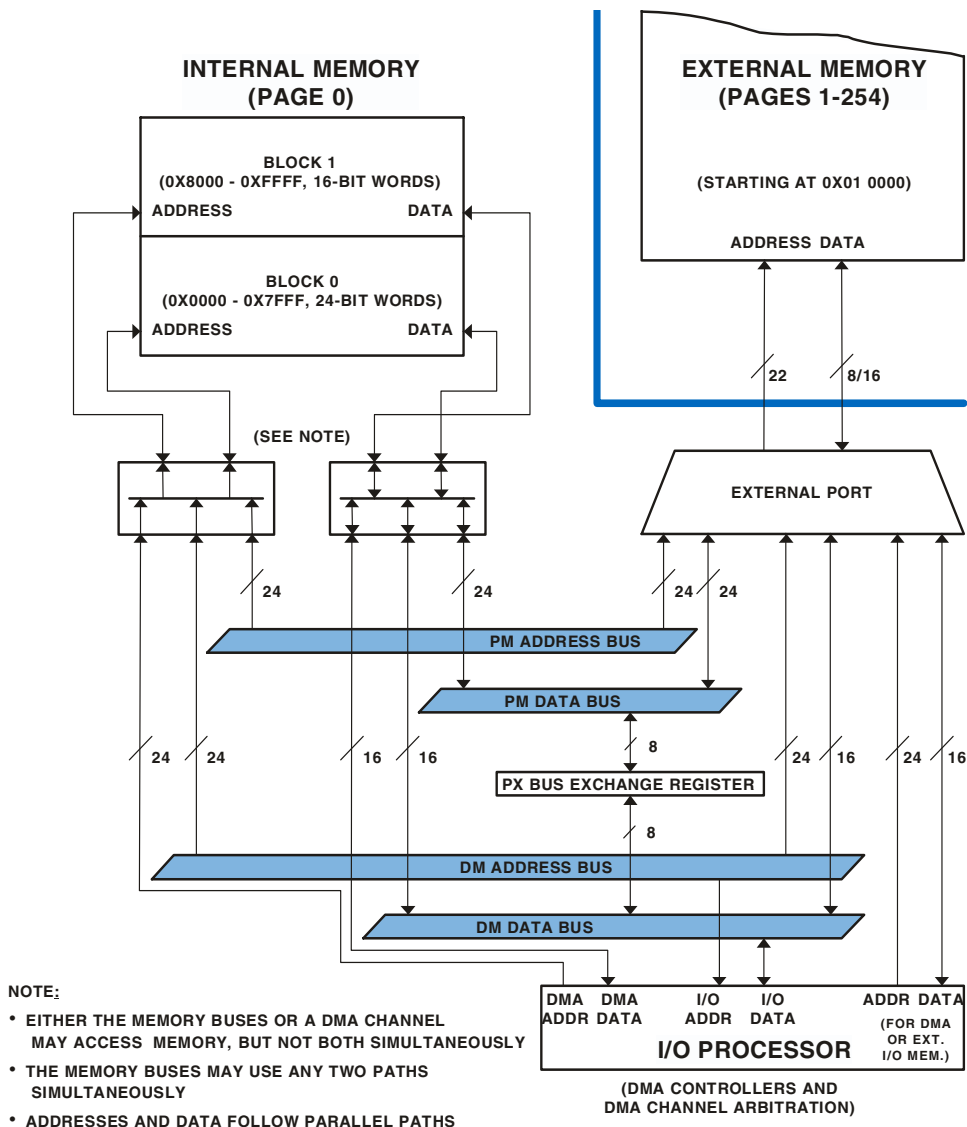 INTERNAL MEMORY
(PAGE 0)
BLOCK 1
(0X8000 - 0XFFFF, 16-BIT WORDS)
ADDRESS DATA
BLOCK 0
(0X0000 - 0X7FFF, 24-BIT WORDS)
ADDRESS DATA
EXTERNAL MEMORY
(PAGES 1-254)
(STARTING AT 0X01 0000)
ADDRESS DATA
22 8/16
(SEE NOTE)
EXTERNAL PORT
24 24 24 24
PM ADDRESS BUS
PM DATA BUS
24 24 16 16 8 24 16 24 16
PX BUS EXCHANGE REGISTER
8
DM ADDRESS BUS
DM DATA BUS
DMA ADDR
DMA DATA
I/O ADDR
I/O DATA
ADDR DATA
(FOR DMA
OR EXT.
I/O MEM.)
I/O PROCESSOR
(DMA CONTROLLERS AND
DMA CHANNEL ARBITRATION)
NOTE:
• EITHER THE MEMORY BUSES OR A DMA CHANNEL
MAY ACCESS MEMORY, BUT NOT BOTH SIMULTANEOUSLY
• THE MEMORY BUSES MAY USE ANY TWO PATHS
SIMULTANEOUSLY
• ADDRESSES AND DATA FOLLOW PARALLEL PATHS